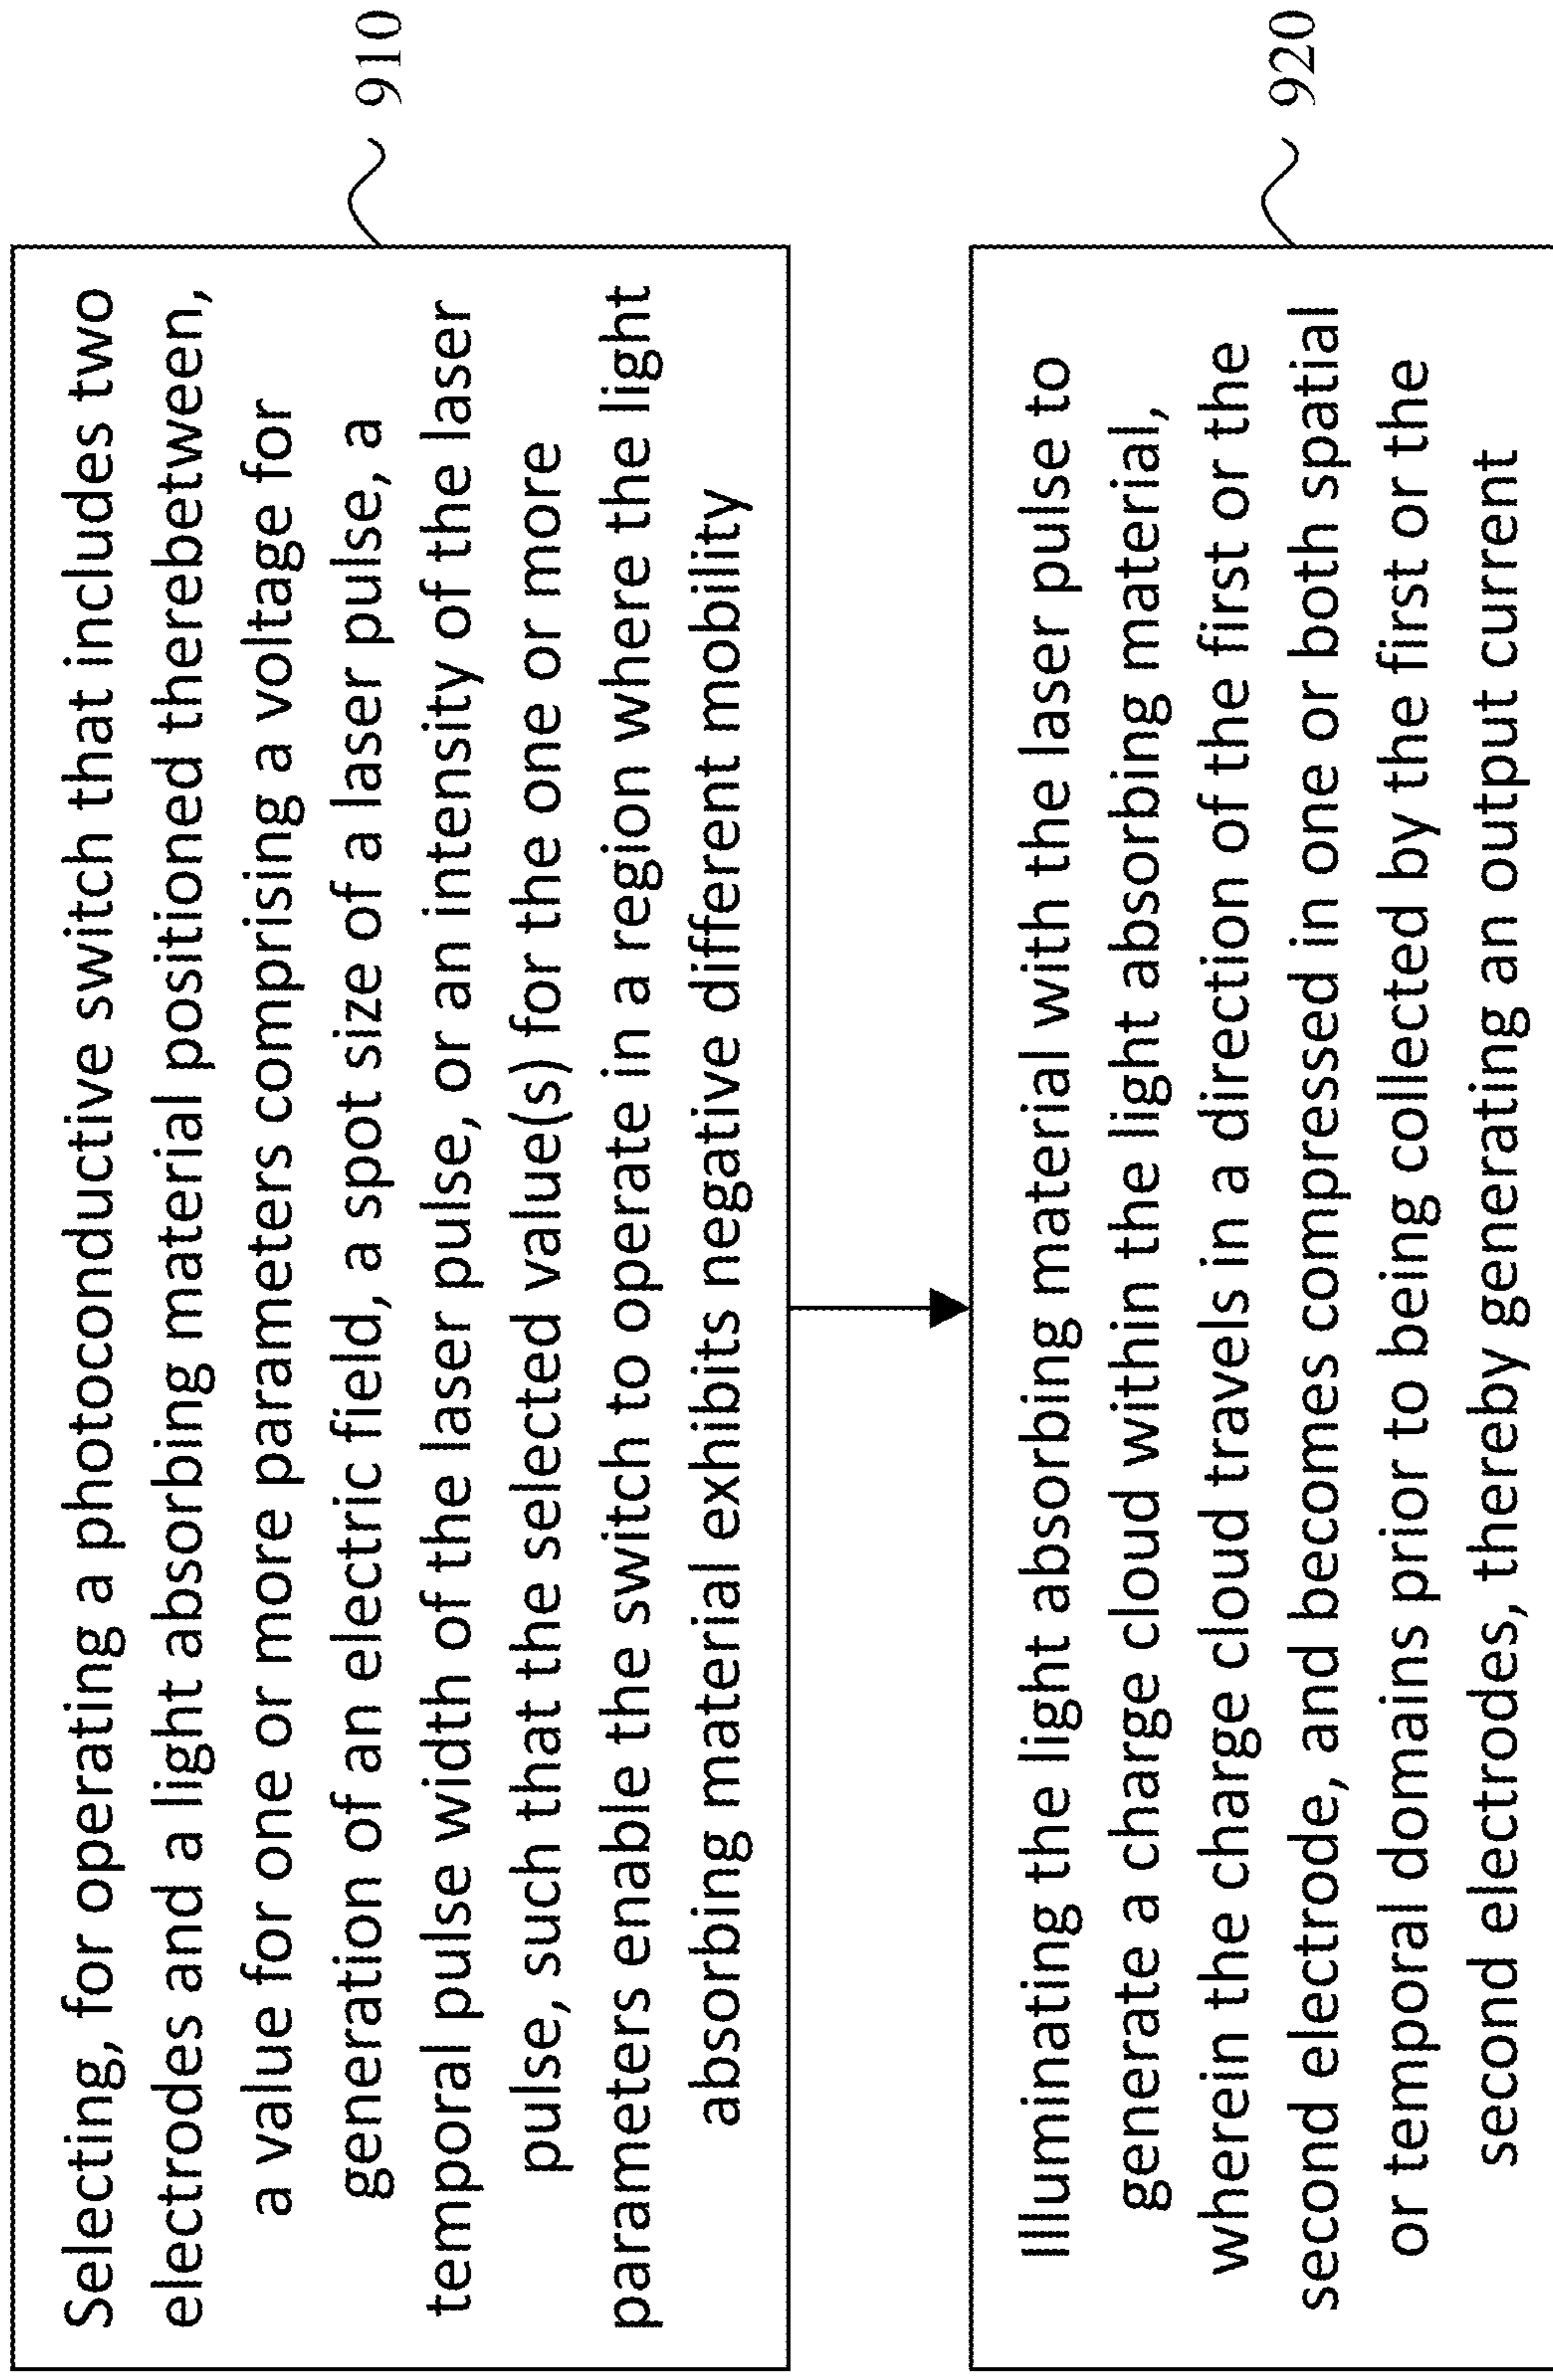 Selecting, for operating a photoconductive switch that includes two
electrodes and a light absorbing material positioned therebetween,
a value for one or more parameters comprising a voltage for
generation of an electric field, a spot size of a laser pulse, a
temporal pulse width of the laser pulse, or an intensity of the laser
pulse, such that the selected value(s) for the one or more
parameters enable the switch to operate in a region where the light
absorbing material exhibits negative different mobility
910
Illuminating the light absorbing material with the laser pulse to
generate a charge cloud within the light absorbing material,
wherein the charge cloud travels in a direction of the first or the
second electrode, and becomes compressed in one or both spatial
or temporal domains prior to being collected by the first or the
second electrodes, thereby generating an output current
920